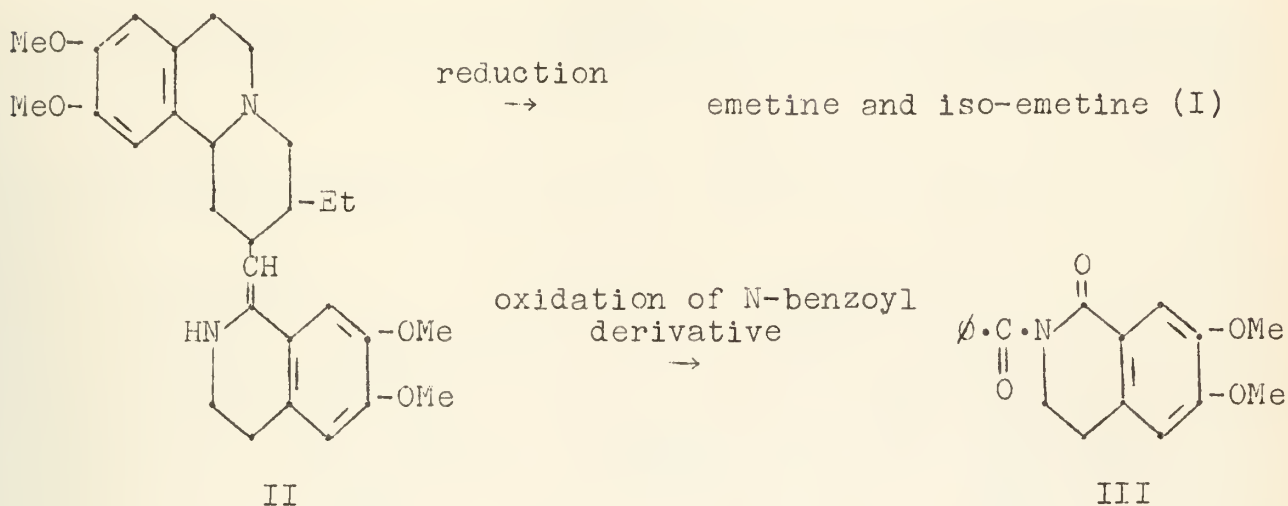 MeO-
MeO-
N
-Et
CH
HN
-OMe
-OMe
II
reduction
→
emetine and iso-emetine (I)
oxidation of N-benzoyl
derivative
→
O
ø·C·N
O
-OMe
-OMe
III